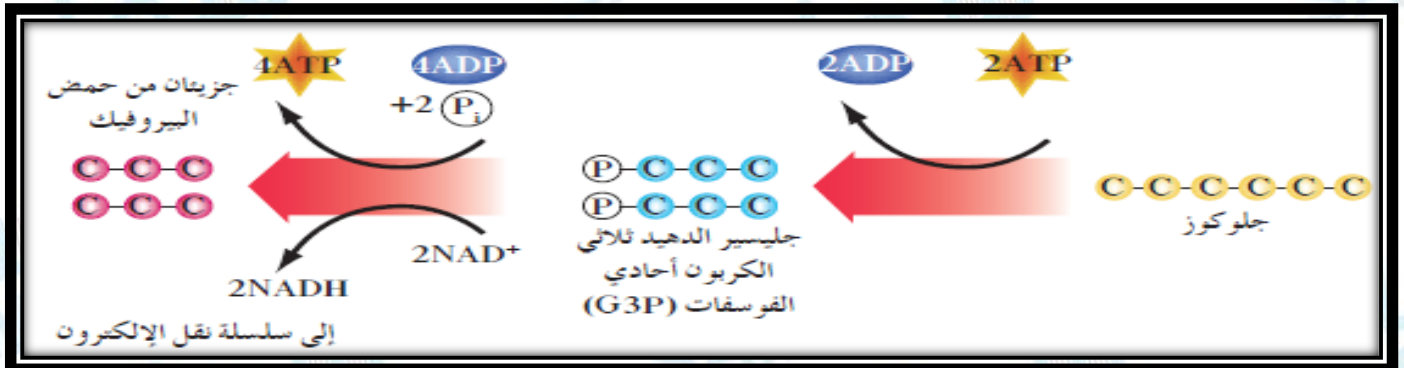 2ATP
2ADP
C-C-C-C-C-C
جلوكوز
4ADP
+2 Pi
4ATP
P-C-C-C
P-C-C-C
جليسير الدهيد ثلاثي
الكربون أحادي
الفوسفات (G3P)
2NAD+
2NADH
جزيئان من حمض
البيروفيك
C-C-C
C-C-C
إلى سلسلة نقل الإلكترون